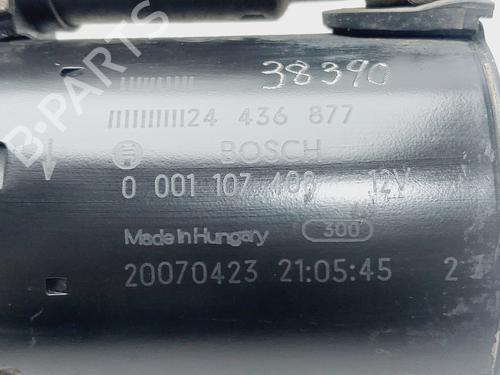 B-PARTS
38390
24 436 877
BOSCH
0 001 107 408 12V
Made in Hungary 300
20070423 21:05:45 2